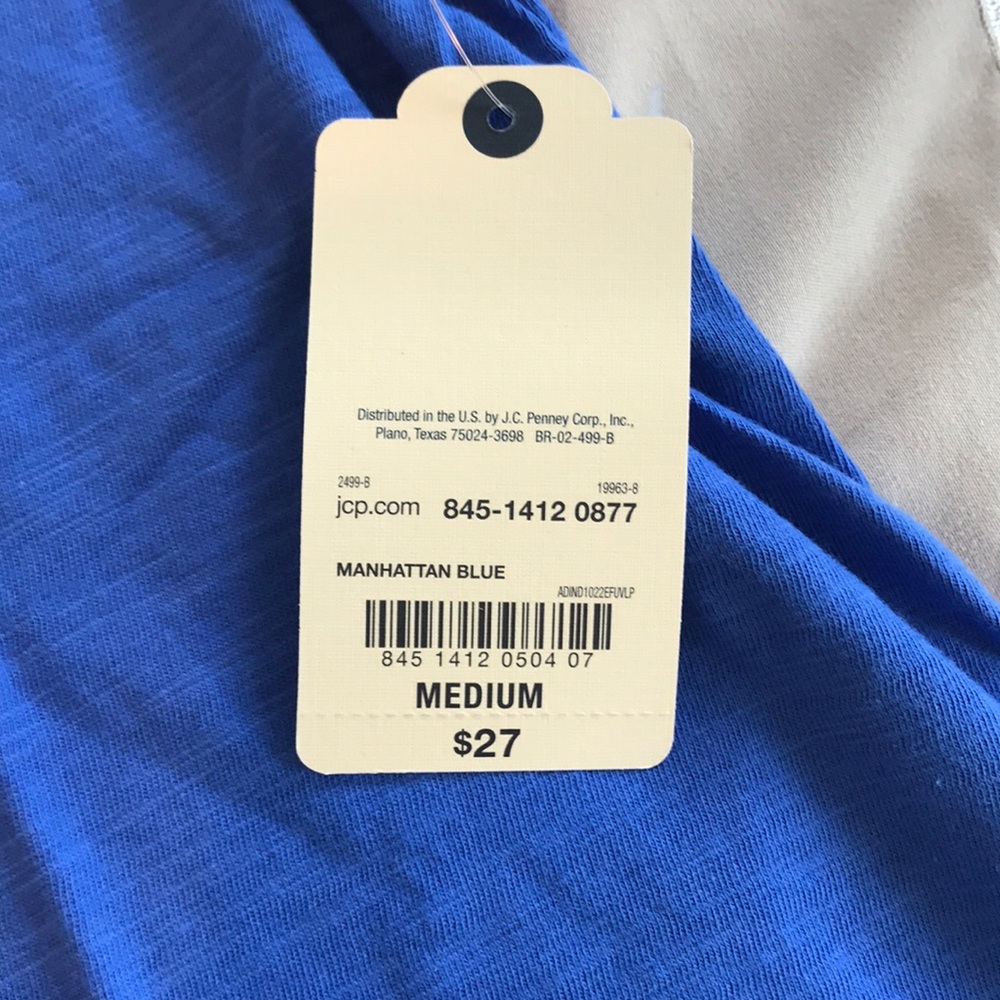 Distributed in the U.S. by J.C. Penney Corp., Inc.,
Plano, Texas 75024-3698 BR-02-499-B
2499-B 19963-8
jcp.com 845-1412 0877
MANHATTAN BLUE
ADIND1022EFUVLP
845 1412 0504 07
MEDIUM
$27